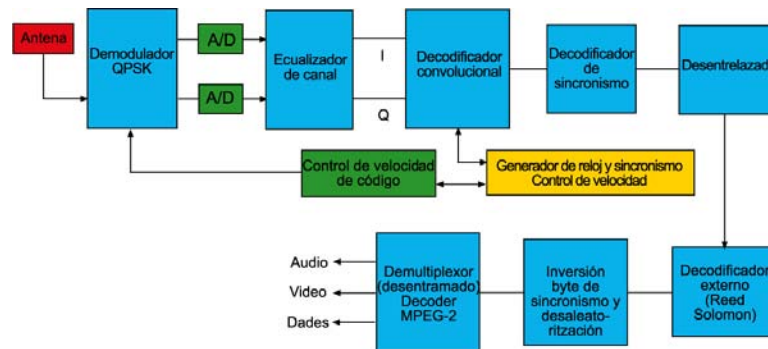 Antena
Demodulador
QPSK
A/D
A/D
Ecualizador
de canal
I
Q
Decodificador
convolucional
Decodificador
de
sincronismo
Desentrelazad
Control de velocidad
de código
Generador de reloj y sincronismo
Control de velocidad
Audio
Video
Dades
Demultiplexor
(desentramado)
Decoder
MPEG-2
Inversión
byte de
sincronismo y
desaleato-
ritzación
Decodificador
externo
(Reed
Solomon)